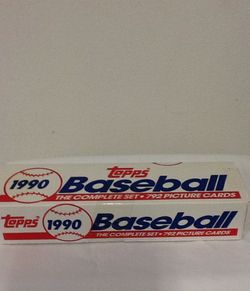 topps
1990 Baseball
THE COMPLETE SET • 792 PICTURE CARDS
topps 1990 Baseball
THE COMPLETE SET • 792 PICTURE CARDS